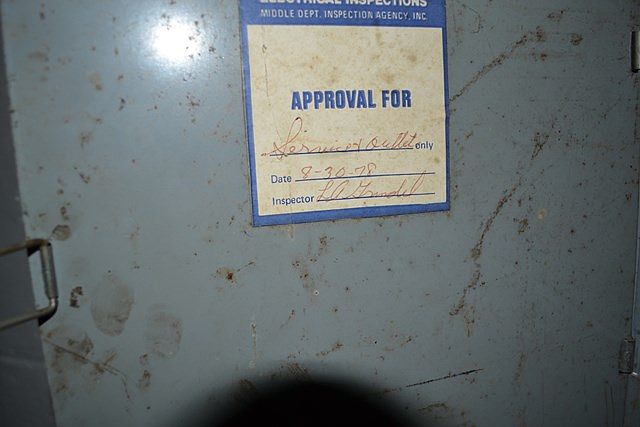 ELECTRICAL INSPECTIONS
MIDDLE DEPT. INSPECTION AGENCY, INC.
APPROVAL FOR
Service & outlet only
Date 8-30-78
Inspector